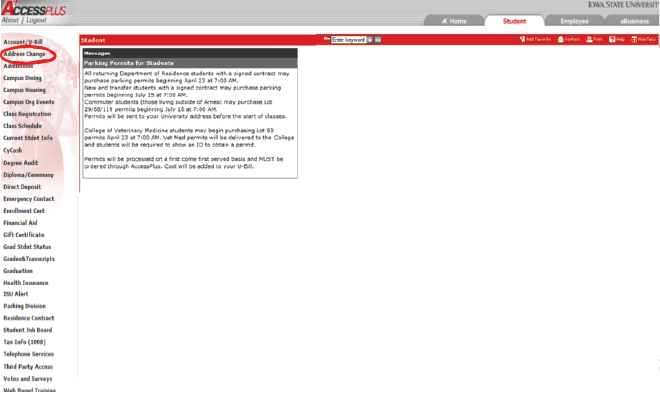 ACCESSPLUS
IOWA STATE UNIVERSITY
About | Logout
A+ Home
Student
Employee
eBusiness
Account/U-Bill
Address Change
Admissions
Campus Dining
Campus Housing
Campus Org Events
Class Registration
Class Schedule
Current Stdnt Info
CyCash
Degree Audit
Diploma/Ceremony
Direct Deposit
Emergency Contact
Enrollment Cert
Financial Aid
Gift Certificate
Grad Stdnt Status
Grades&Transcripts
Graduation
Health Insurance
ISU Alert
Parking Division
Residence Contract
Student Job Board
Tax Info (1098)
Telephone Services
Third Party Access
Votes and Surveys
Web Based Training
Student
Enter keyword
Add Favorite
Contact
Print
Help
Hide Tabs
Messages
Parking Permits for Students
All returning Department of Residence students with a signed contract may
purchase parking permits beginning April 23 at 7:00 AM.
New and transfer students with a signed contract may purchase parking
permits beginning July 15 at 7:00 AM.
Commuter students (those living outside of Ames) may purchase Lot
29/68/119 permits beginning July 16 at 7:00 AM.
Permits will be sent to your University address before the start of classes.
College of Veterinary Medicine students may begin purchasing Lot 93
permits April 23 at 7:00 AM. Vet Med permits will be delivered to the College
and students will be required to show an ID to obtain a permit.
Permits will be processed on a first come first served basis and MUST be
ordered through AccessPlus. Cost will be added to your U-Bill.